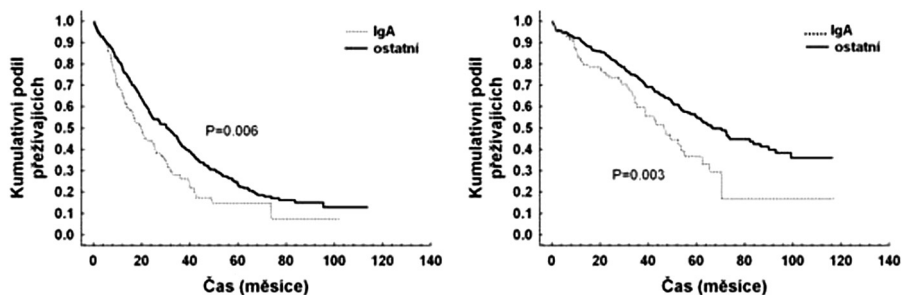 1.0
0.9
0.8
0.7
0.6
0.5
0.4
0.3
0.2
0.1
0.0
Kumulativní podíl
přežívajících
IgA
ostatní
P=0.006
0 20 40 60 80 100 120 140
Čas (měsíce)
1.0
0.9
0.8
0.7
0.6
0.5
0.4
0.3
0.2
0.1
0.0
Kumulativní podíl
přežívajících
IgA
ostatní
P=0.003
0 20 40 60 80 100 120 140
Čas (měsíce)